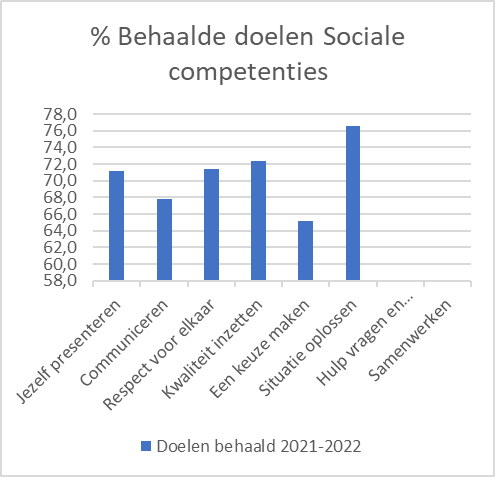 % Behaalde doelen Sociale
competenties
78,0
76,0
74,0
72,0
70,0
68,0
66,0
64,0
62,0
60,0
58,0
Jezelf presenteren
Communiceren
Respect voor elkaar
Kwaliteit inzetten
Een keuze maken
Situatie oplossen
Hulp vragen en...
Samenwerken
Doelen behaald 2021-2022